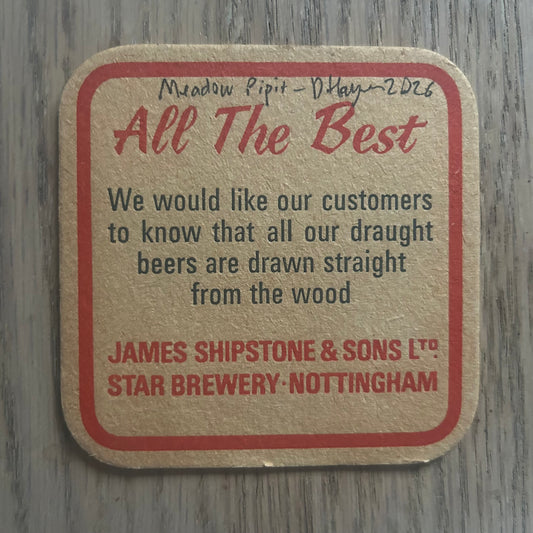 Meadow Pipit - D Hayes 2026
All The Best
We would like our customers
to know that all our draught
beers are drawn straight
from the wood
JAMES SHIPSTONE & SONS LTD.
STAR BREWERY·NOTTINGHAM